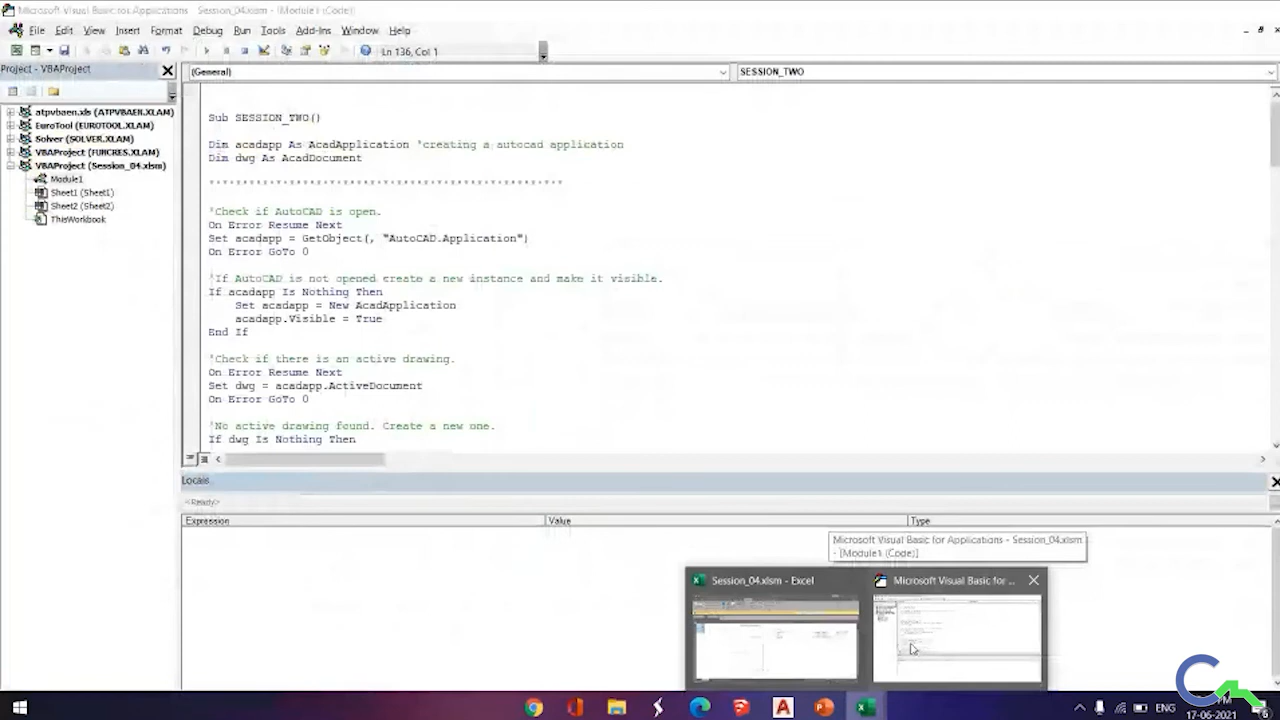 Microsoft Visual Basic for Applications - Session_04.xlsm - [Module1 (Code)]
File Edit View Insert Format Debug Run Tools Add-Ins Window Help
Ln 136, Col 1
Project - VBAProject
(General)
SESSION_TWO
atpvbaen.xls (ATPVBAEN.XLAM)
EuroTool (EUROTOOL.XLAM)
Solver (SOLVER.XLAM)
VBAProject (FUNCRES.XLAM)
VBAProject (Session_04.xlsm)
Module1
Sheet1 (Sheet1)
Sheet2 (Sheet2)
ThisWorkbook
Sub SESSION_TWO()
Dim acadapp As AcadApplication 'creating a autocad application
Dim dwg As AcadDocument
'Check if AutoCAD is open.
On Error Resume Next
Set acadapp = GetObject(, "AutoCAD.Application")
On Error GoTo 0
'If AutoCAD is not opened create a new instance and make it visible.
If acadapp Is Nothing Then
Set acadapp = New AcadApplication
acadapp.Visible = True
End If
'Check if there is an active drawing.
On Error Resume Next
Set dwg = acadapp.ActiveDocument
On Error GoTo 0
'No active drawing found. Create a new one.
If dwg Is Nothing Then
Locals
<Ready>
Expression Value Type
Microsoft Visual Basic for Applications - Session_04.xlsm
- [Module1 (Code)]
Session_04.xlsm - Excel
Microsoft Visual Basic for ...
ENG
PM
17-06-2021